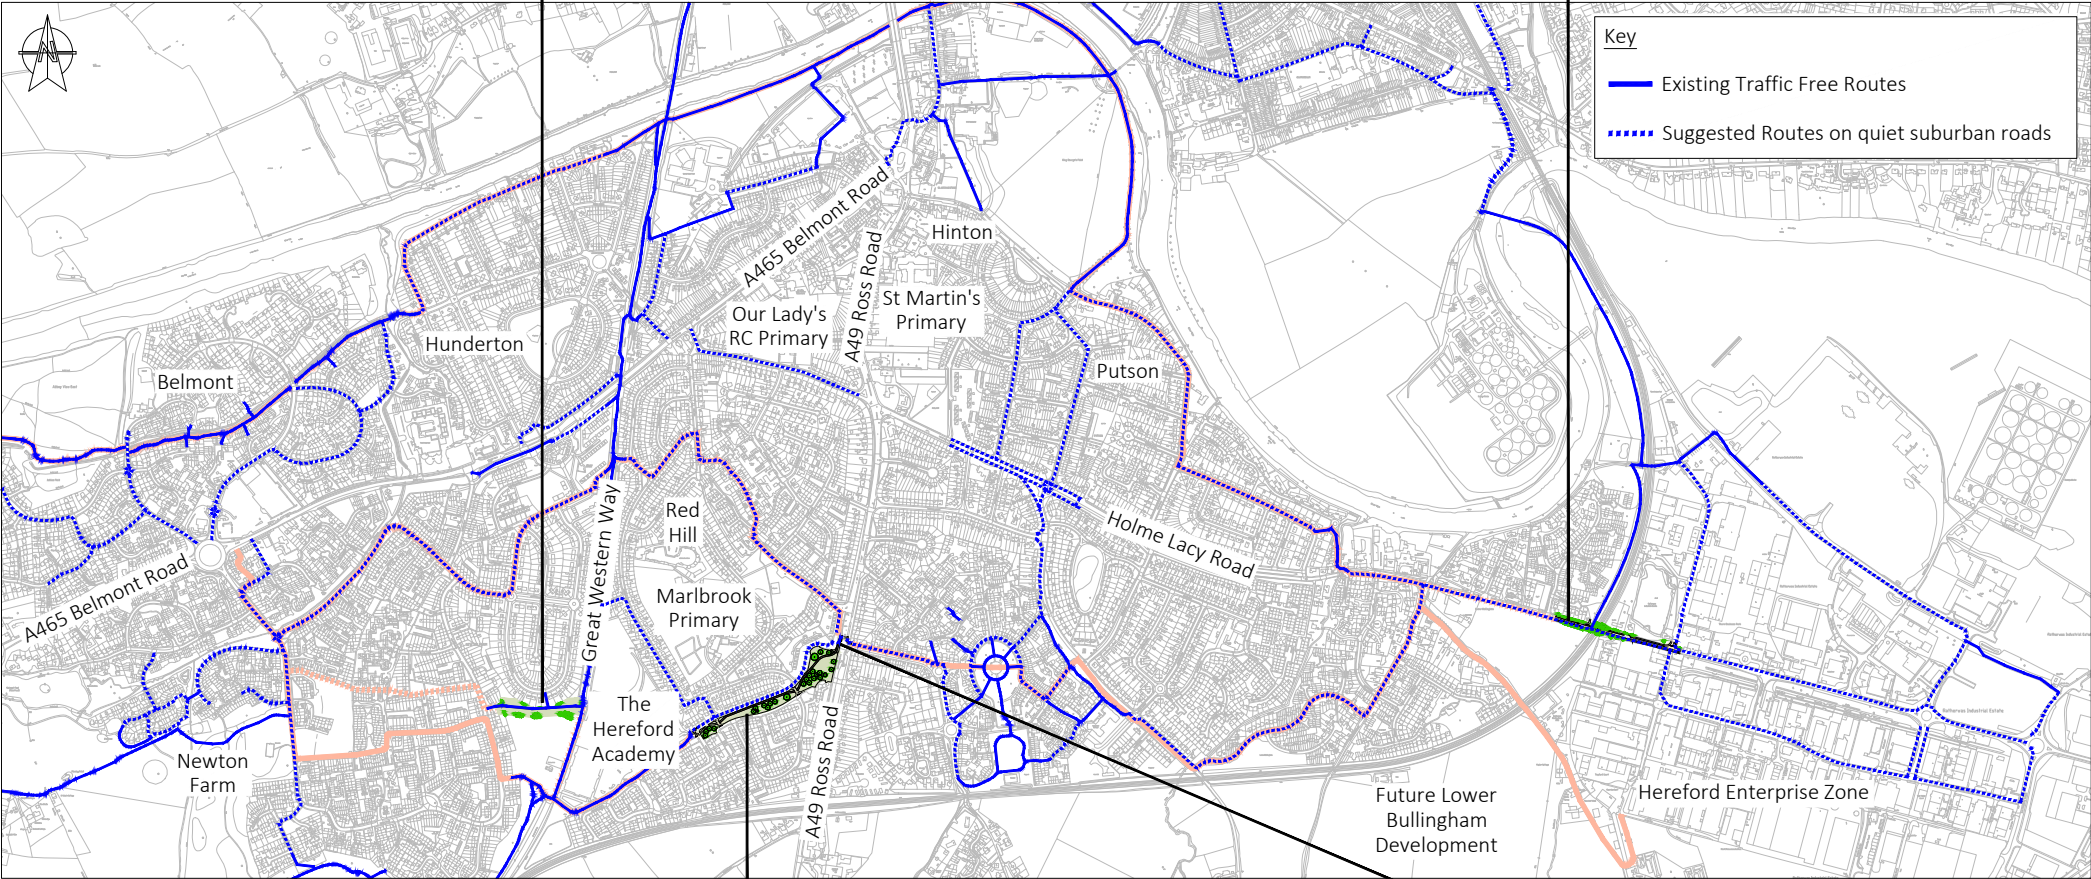 N
Key
Existing Traffic Free Routes
Suggested Routes on quiet suburban roads
A465 Belmont Road
Hinton
A49 Ross Road
St Martin's
Primary
Our Lady's
RC Primary
Hunderton
Belmont
Putson
Great Western Way
Red
Hill
Holme Lacy Road
A465 Belmont Road
Marlbrook
Primary
The
Hereford
Academy
A49 Ross Road
Newton
Farm
Future Lower
Bullingham
Development
Hereford Enterprise Zone